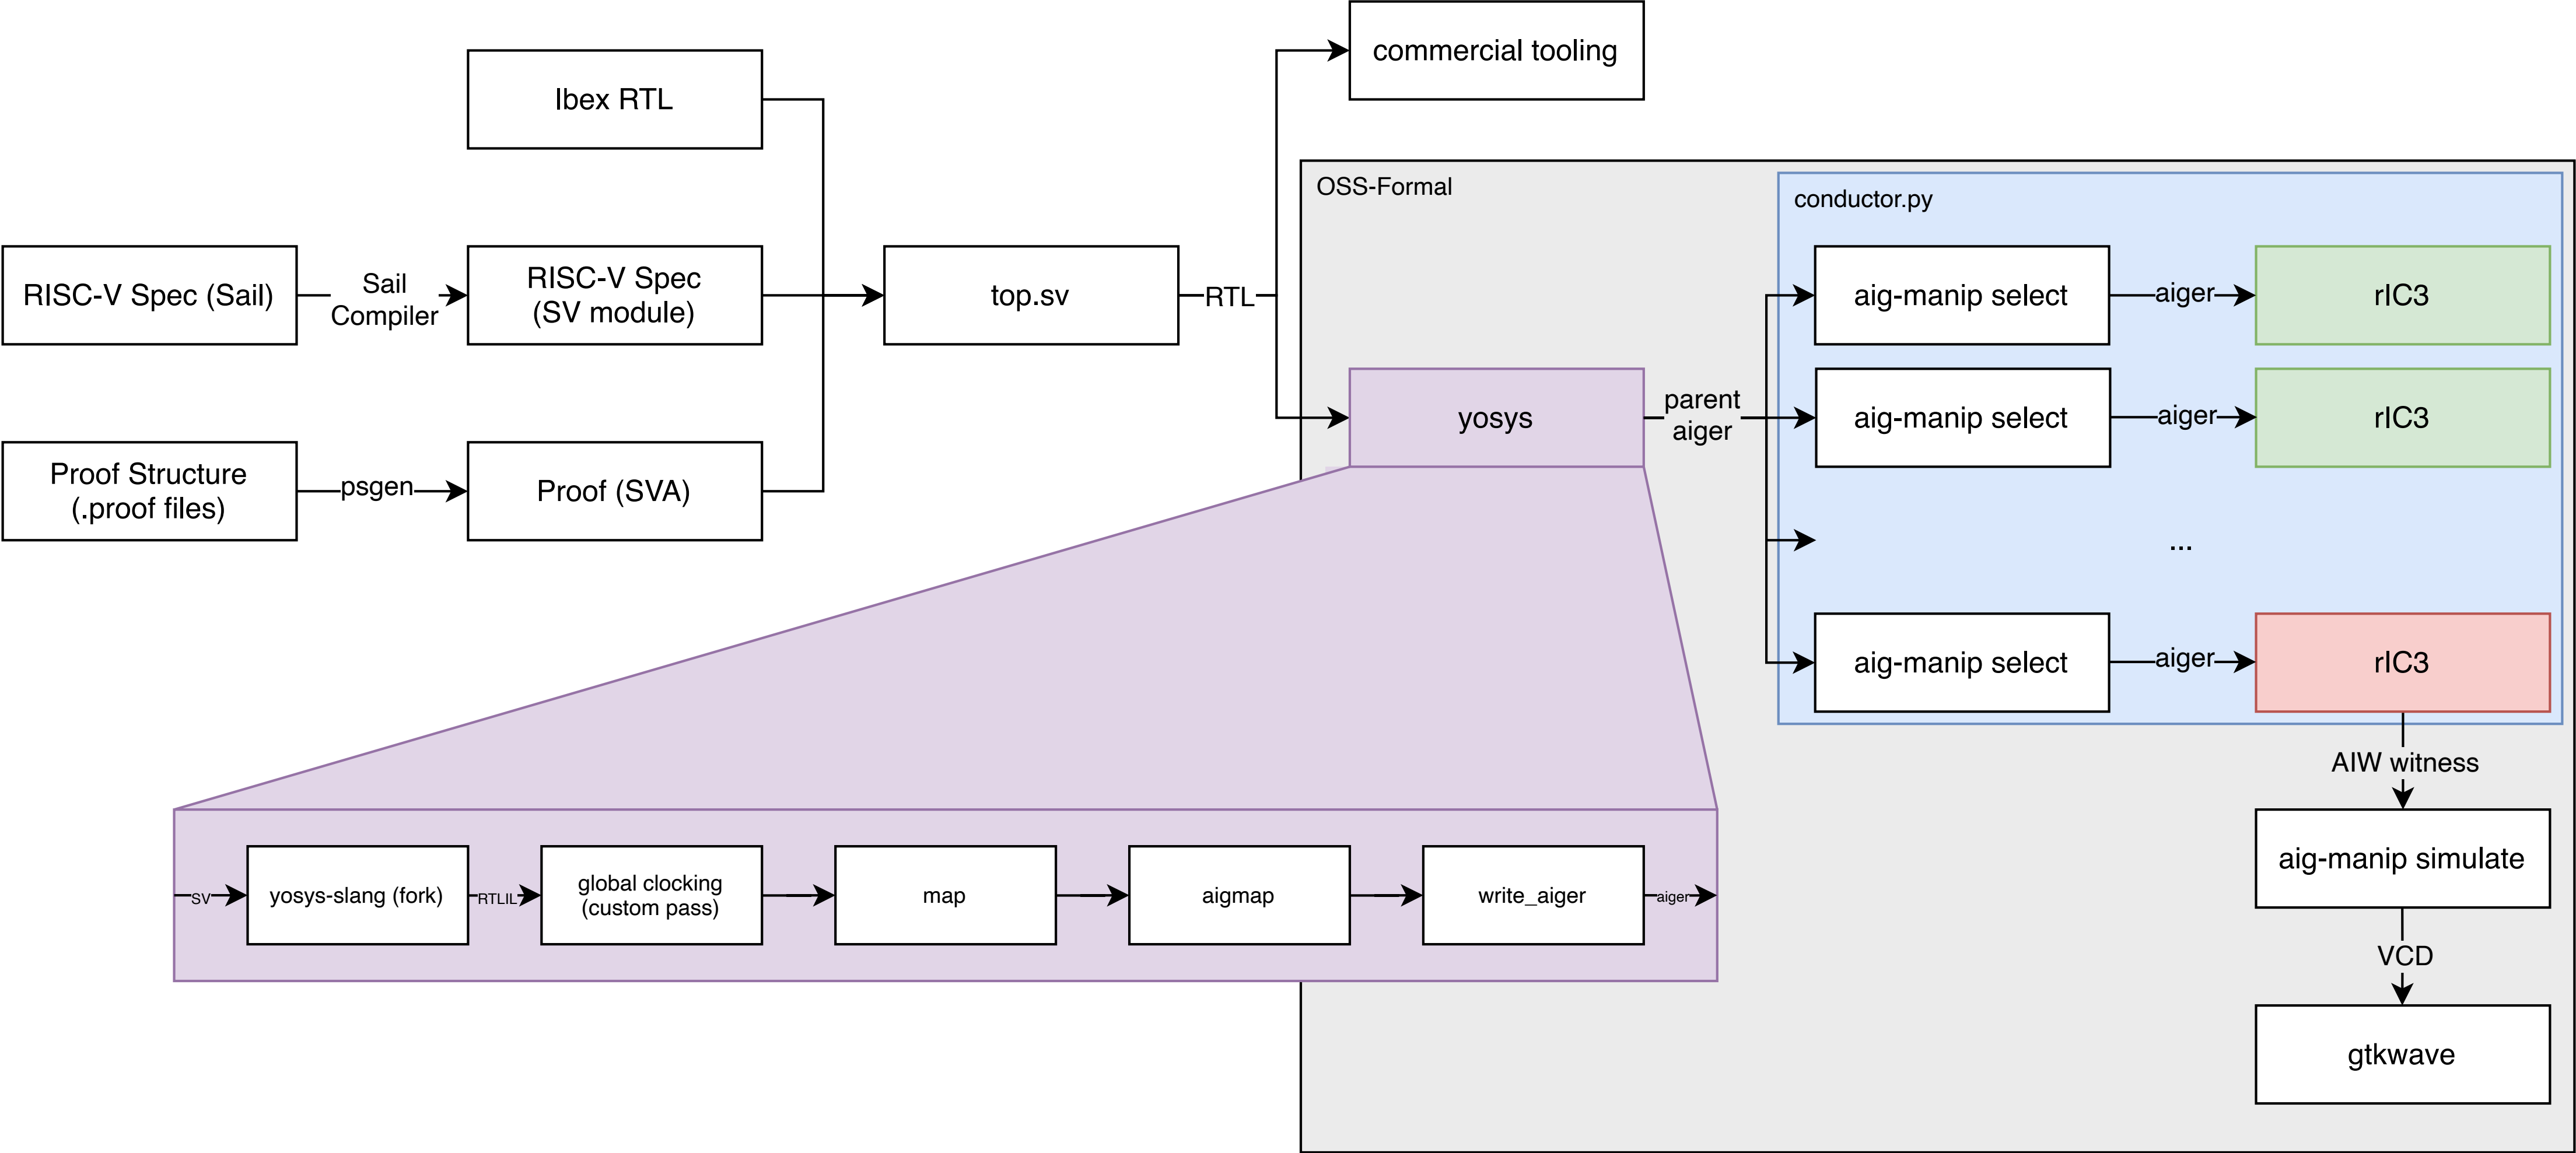 commercial tooling
Ibex RTL
OSS-Formal
conductor.py
RISC-V Spec (Sail)
Sail
Compiler
RISC-V Spec
(SV module)
top.sv
RTL
aig-manip select
aiger
rIC3
yosys
parent
aiger
aig-manip select
aiger
rIC3
Proof Structure
(.proof files)
psgen
Proof (SVA)
...
aig-manip select
aiger
rIC3
AIW witness
aig-manip simulate
VCD
gtkwave
SV
yosys-slang (fork)
RTLIL
global clocking
(custom pass)
map
aigmap
write_aiger
aiger